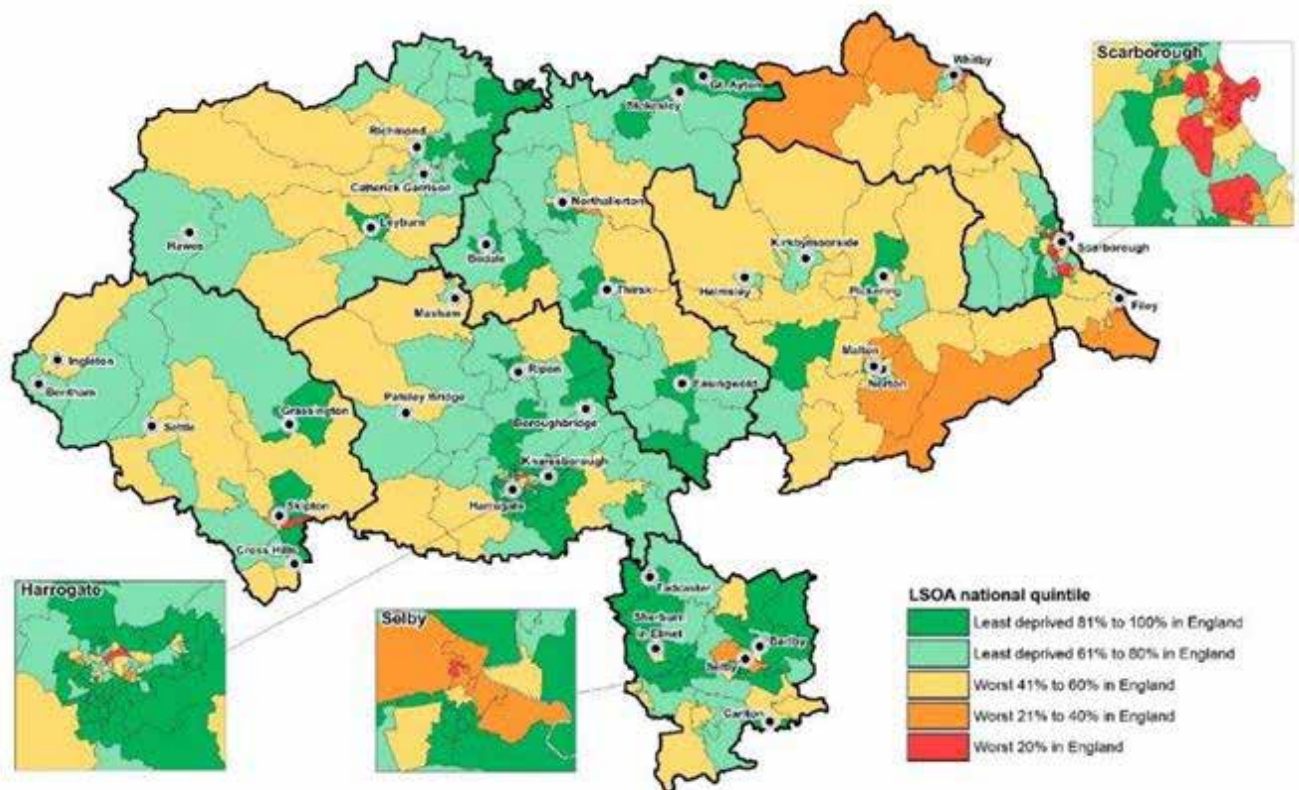 Scarborough
Whitby
Gt. Ayton
Stokesley
Richmond
Catterick Garrison
Northallerton
Leyburn
Hawes
Bedale
Kirkbymoorside
Scarborough
Helmsley
Pickering
Thirsk
Filey
Masham
Ingleton
Malton
Norton
Ripon
Bentham
Easingwold
Pateley Bridge
Grassington
Boroughbridge
Settle
Knaresborough
Harrogate
Skipton
Cross Hills
Tadcaster
Harrogate
Selby
Sherburn
in Elmet
Barlby
Selby
Carlton
LSOA national quintile
Least deprived 81% to 100% in England
Least deprived 61% to 80% in England
Worst 41% to 60% in England
Worst 21% to 40% in England
Worst 20% in England